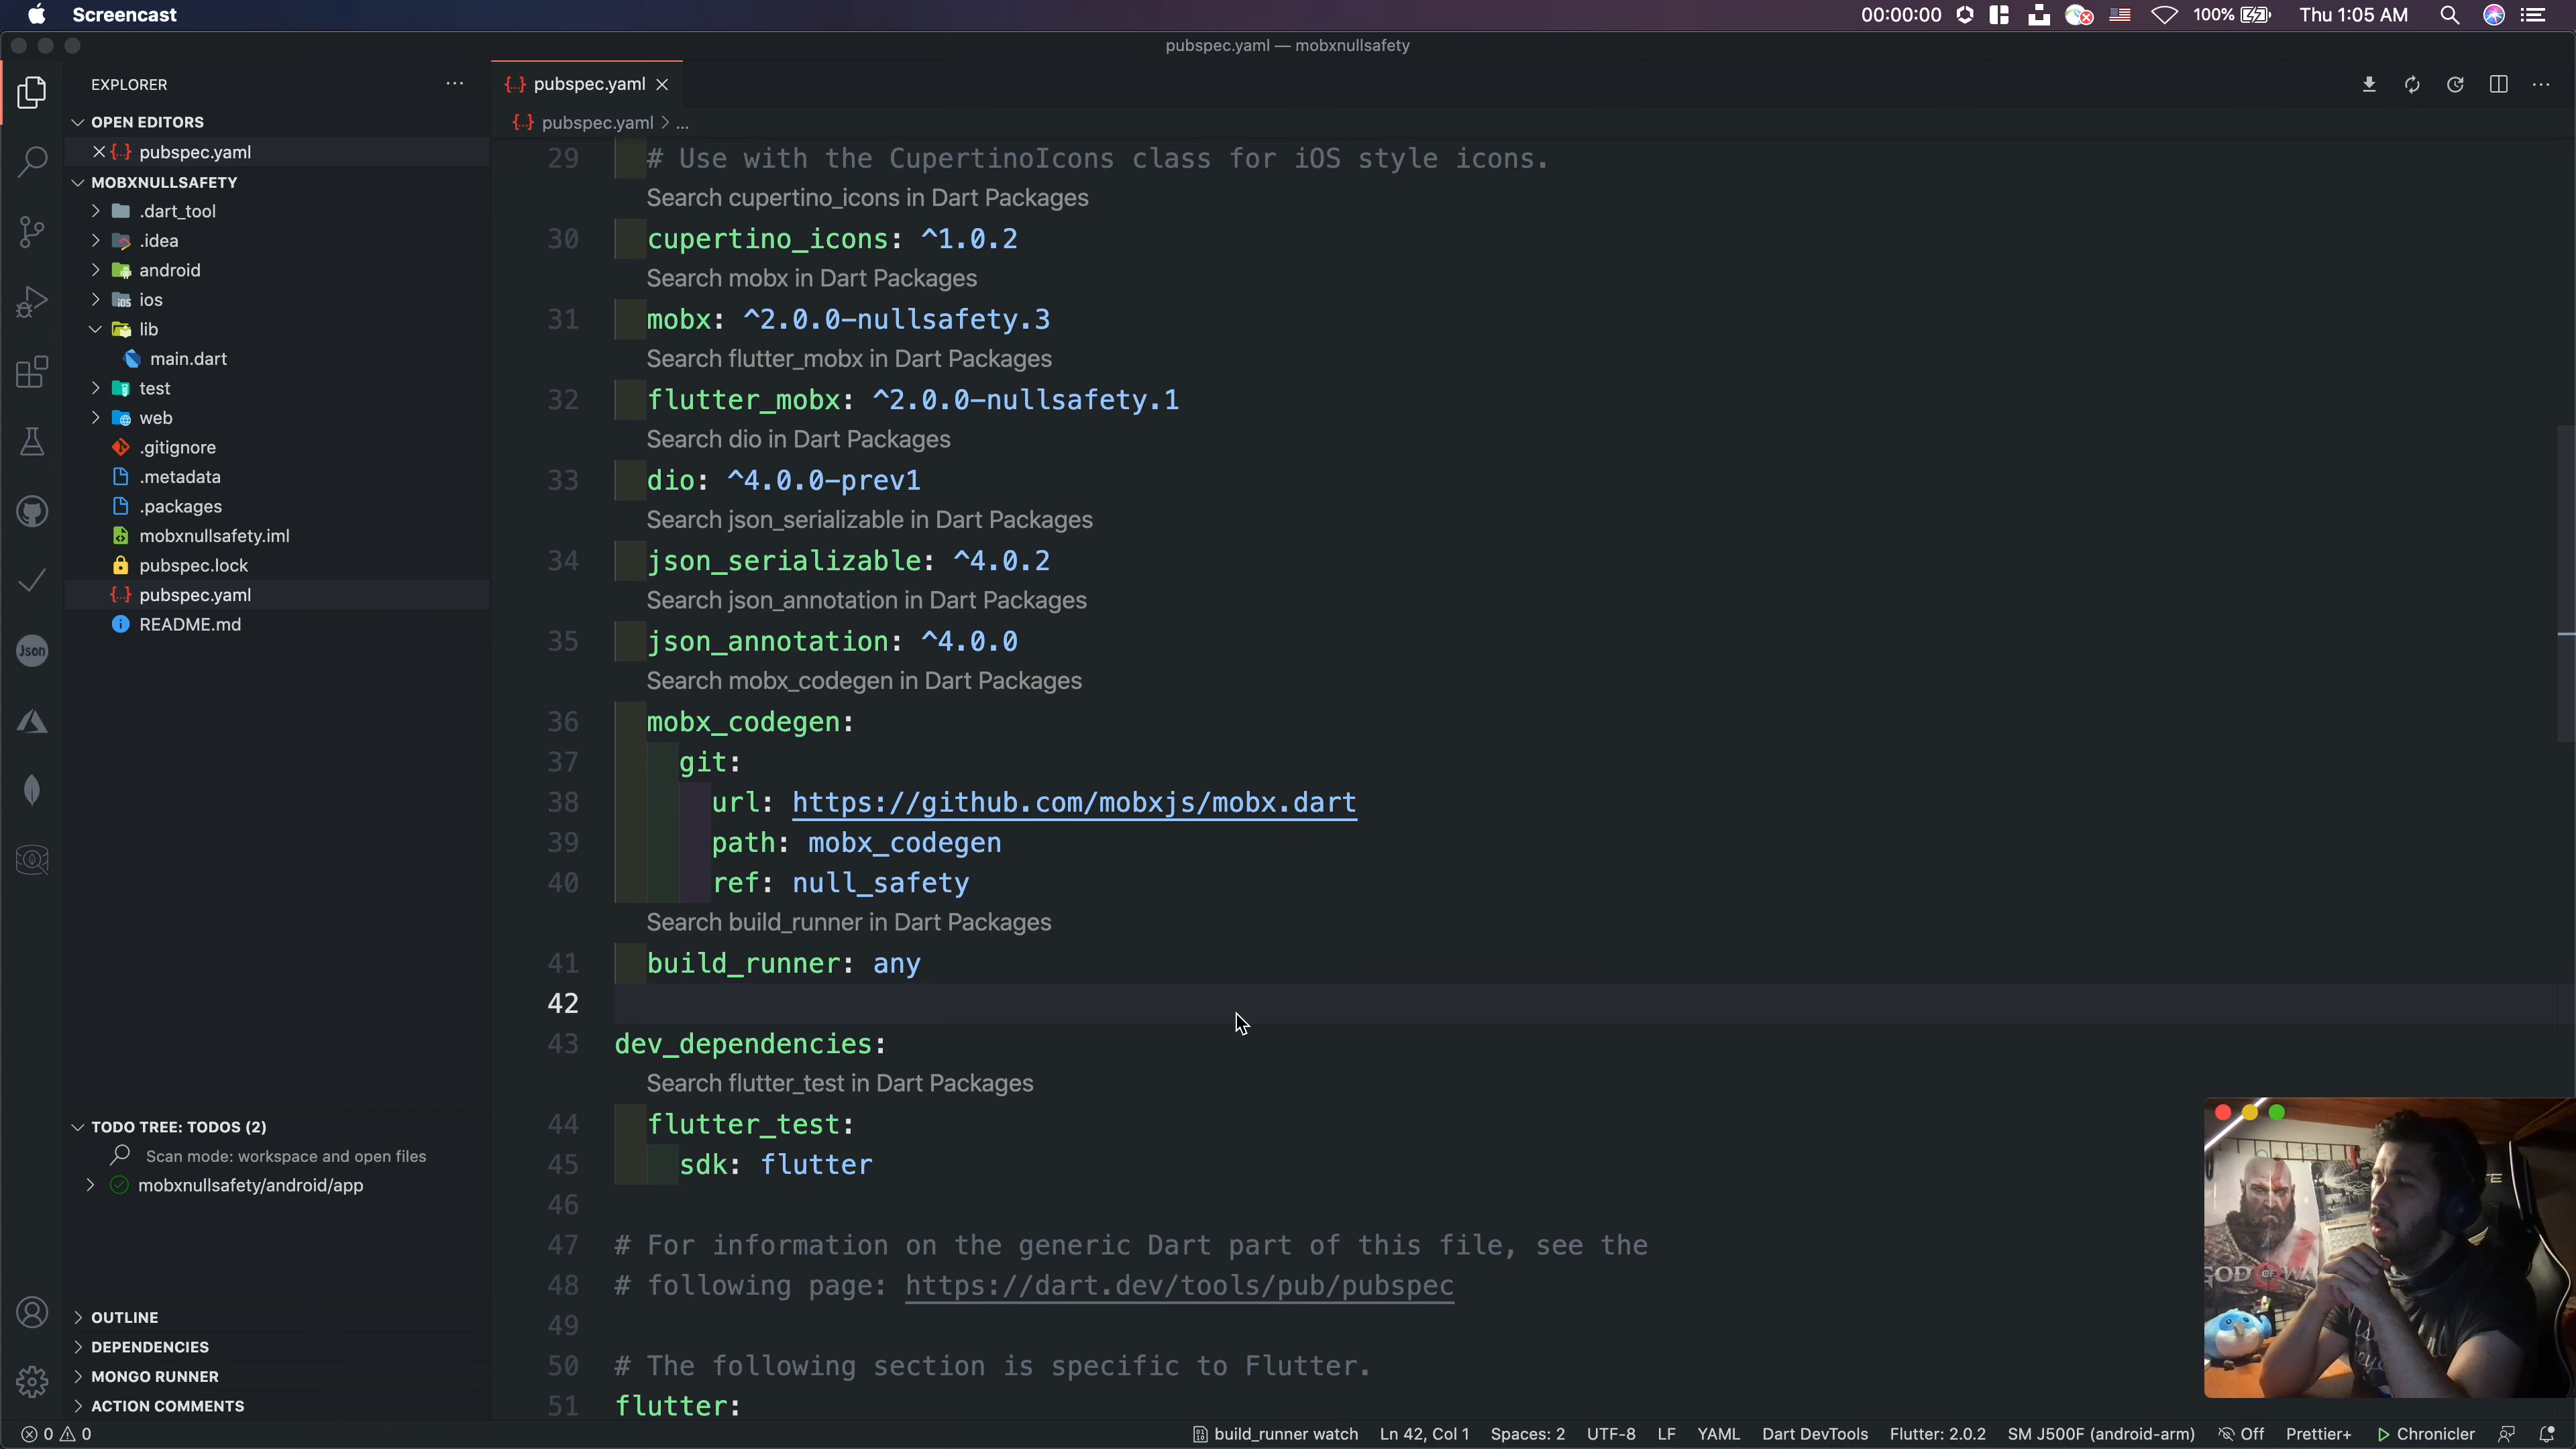 Screencast
00:00:00
100%
Thu 1:05 AM
pubspec.yaml — mobxnullsafety
EXPLORER
OPEN EDITORS
pubspec.yaml
MOBXNULLSAFETY
.dart_tool
.idea
android
ios
lib
main.dart
test
web
.gitignore
.metadata
.packages
mobxnullsafety.iml
pubspec.lock
pubspec.yaml
README.md
Json
TODO TREE: TODOS (2)
Scan mode: workspace and open files
mobxnullsafety/android/app
OUTLINE
DEPENDENCIES
MONGO RUNNER
ACTION COMMENTS
{..} pubspec.yaml
{..} pubspec.yaml > ...
29 # Use with the CupertinoIcons class for iOS style icons.
Search cupertino_icons in Dart Packages
30 cupertino_icons: ^1.0.2
Search mobx in Dart Packages
31 mobx: ^2.0.0-nullsafety.3
Search flutter_mobx in Dart Packages
32 flutter_mobx: ^2.0.0-nullsafety.1
Search dio in Dart Packages
33 dio: ^4.0.0-prev1
Search json_serializable in Dart Packages
34 json_serializable: ^4.0.2
Search json_annotation in Dart Packages
35 json_annotation: ^4.0.0
Search mobx_codegen in Dart Packages
36 mobx_codegen:
37 git:
38 url: https://github.com/mobxjs/mobx.dart
39 path: mobx_codegen
40 ref: null_safety
Search build_runner in Dart Packages
41 build_runner: any
42
43 dev_dependencies:
Search flutter_test in Dart Packages
44 flutter_test:
45 sdk: flutter
46
47 # For information on the generic Dart part of this file, see the
48 # following page: https://dart.dev/tools/pub/pubspec
49
50 # The following section is specific to Flutter.
51 flutter:
0 0
build_runner watch
Ln 42, Col 1
Spaces: 2
UTF-8
LF
YAML
Dart DevTools
Flutter: 2.0.2
SM J500F (android-arm)
Off
Prettier+
Chronicler